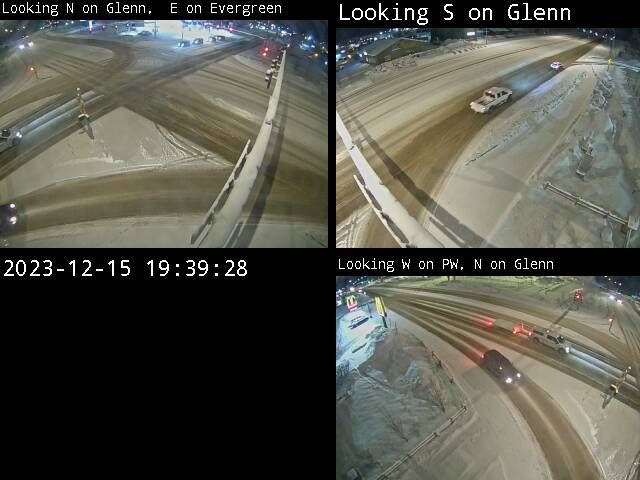 Looking N on Glenn,  E on Evergreen
Looking S on Glenn
2023-12-15 19:39:28
Looking W on PW, N on Glenn